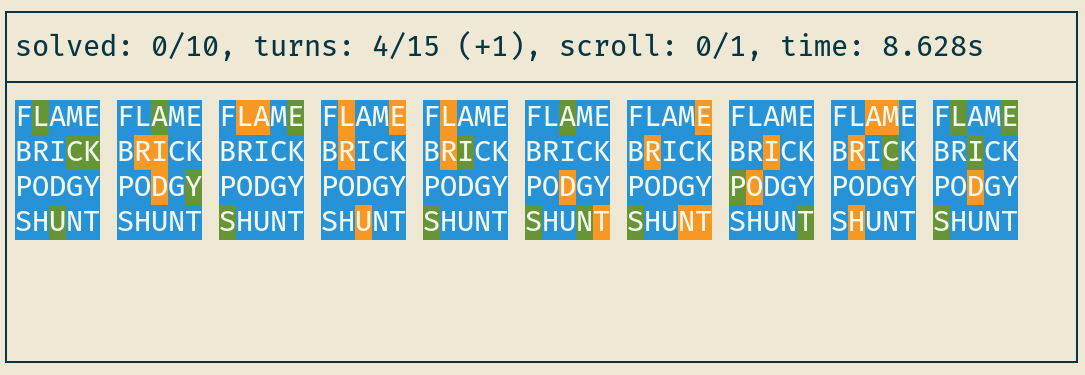 solved: 0/10, turns: 4/15 (+1), scroll: 0/1, time: 8.628s
FLAME FLAME FLAME FLAME FLAME FLAME FLAME FLAME FLAME FLAME
BRICK BRICK BRICK BRICK BRICK BRICK BRICK BRICK BRICK BRICK
PODGY PODGY PODGY PODGY PODGY PODGY PODGY PODGY PODGY PODGY
SHUNT SHUNT SHUNT SHUNT SHUNT SHUNT SHUNT SHUNT SHUNT SHUNT